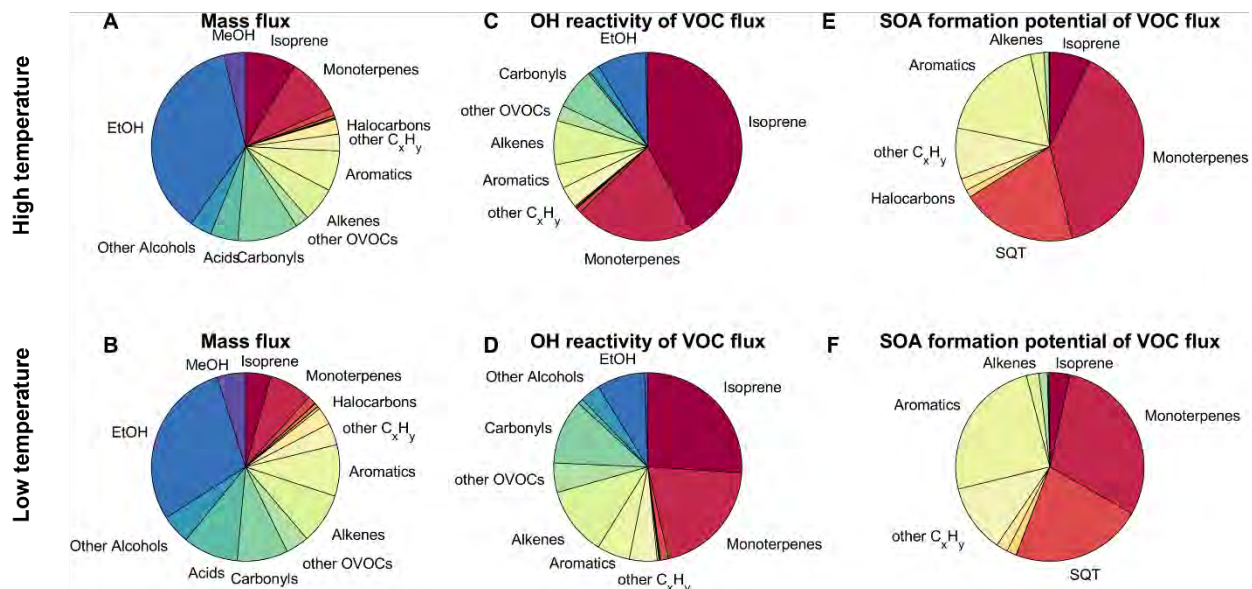 High temperature
A
Mass flux
MeOH
Isoprene
Monoterpenes
EtOH
Halocarbons
other CxHy
Aromatics
Alkenes
other OVOCs
Other Alcohols
Acids
Carbonyls
C
OH reactivity of VOC flux
EtOH
Carbonyls
other OVOCs
Isoprene
Alkenes
Aromatics
other CxHy
Monoterpenes
E
SOA formation potential of VOC flux
Alkenes
Isoprene
Aromatics
Monoterpenes
other CxHy
Halocarbons
SQT
Low temperature
B
Mass flux
MeOH
Isoprene
Monoterpenes
Halocarbons
EtOH
other CxHy
Aromatics
Alkenes
Other Alcohols
other OVOCs
Acids
Carbonyls
D
OH reactivity of VOC flux
EtOH
Other Alcohols
Isoprene
Carbonyls
other OVOCs
Alkenes
Monoterpenes
Aromatics
other CxHy
F
SOA formation potential of VOC flux
Alkenes
Isoprene
Aromatics
Monoterpenes
other CxHy
SQT